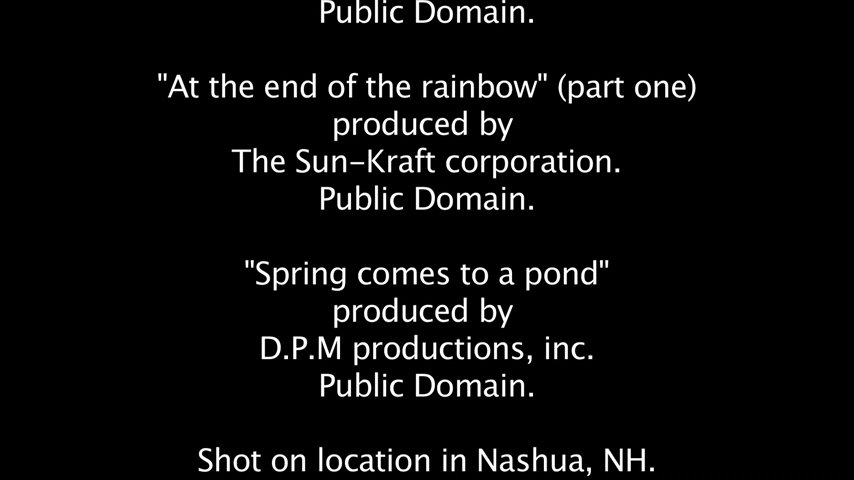 Public Domain.
"At the end of the rainbow" (part one)
produced by
The Sun-Kraft corporation.
Public Domain.
"Spring comes to a pond"
produced by
D.P.M productions, inc.
Public Domain.
Shot on location in Nashua, NH.